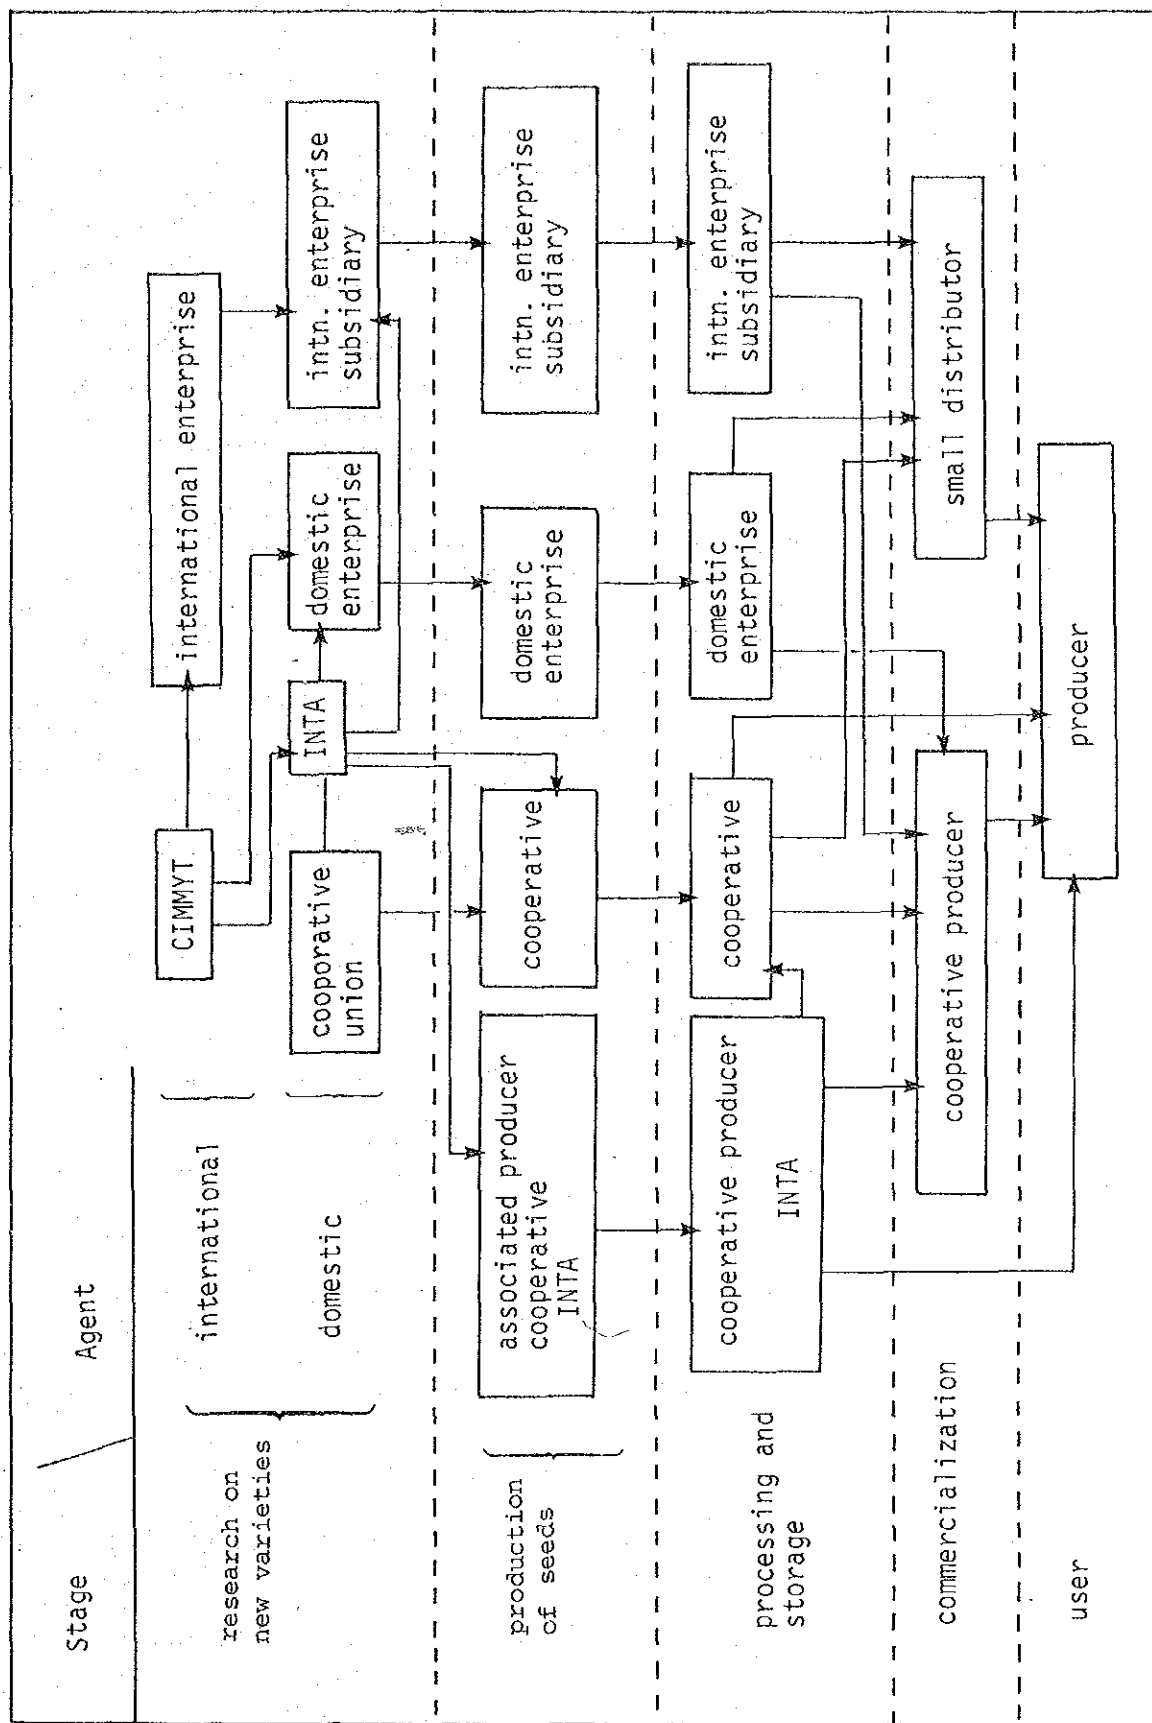 Stage
Agent
research on
new varieties
international
domestic
CIMMYT
international enterprise
cooporative
union
INTA
domestic
enterprise
intn. enterprise
subsidiary
production
of seeds
associated producer
cooperative
INTA
cooperative
domestic
enterprise
intn. enterprise
subsidiary
processing and
storage
cooperative producer
INTA
cooperative
domestic
enterprise
intn. enterprise
subsidiary
commercialization
cooperative producer
small distributor
user
producer